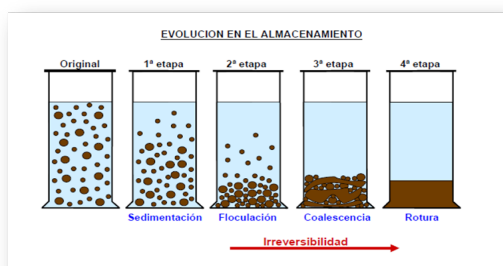 EVOLUCION EN EL ALMACENAMIENTO
Original 1ª etapa 2ª etapa 3ª etapa 4ª etapa
Sedimentación Floculación Coalescencia Rotura
Irreversibilidad